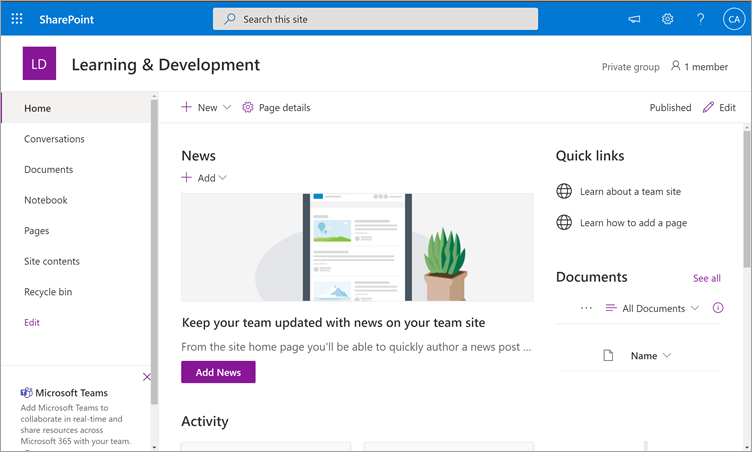 SharePoint
Search this site
?
CA
LD
Learning & Development
Private group
1 member
Home
Conversations
Documents
Notebook
Pages
Site contents
Recycle bin
Edit
Microsoft Teams
Add Microsoft Teams to
collaborate in real-time and
share resources across
Microsoft 365 with your team.
New
Page details
Published
Edit
News
Add
Keep your team updated with news on your team site
From the site home page you'll be able to quickly author a news post ...
Add News
Activity
Quick links
Learn about a team site
Learn how to add a page
Documents
See all
All Documents
Name